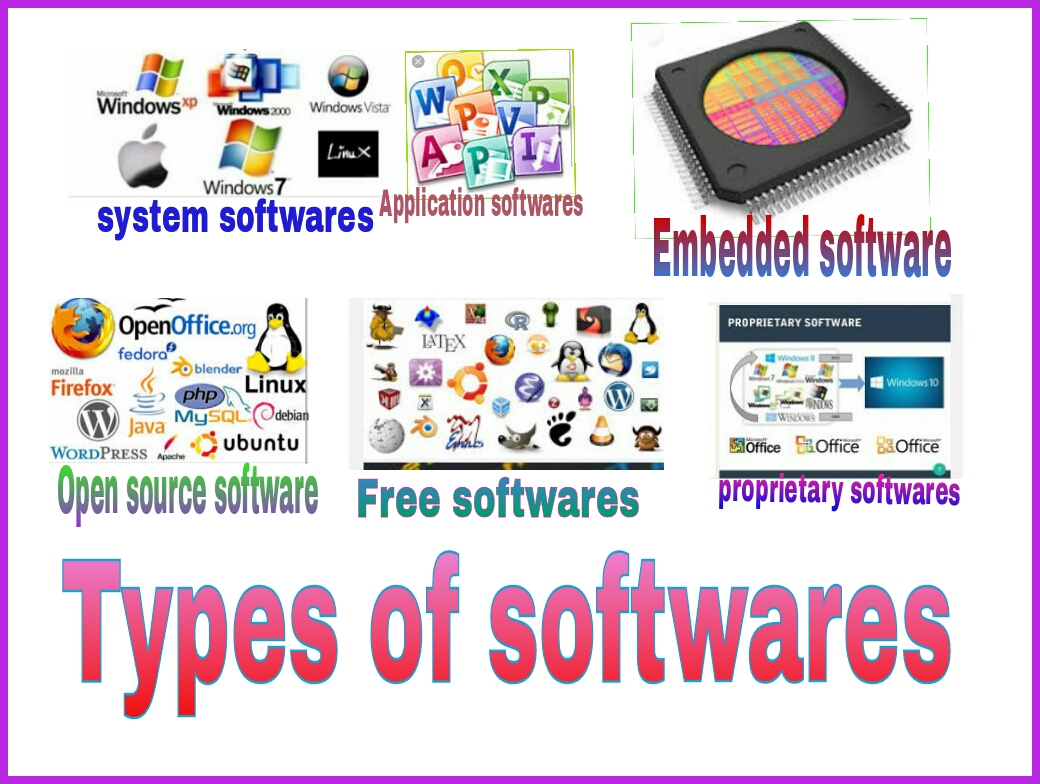 Microsoft
Windows xp
Windows 2000
Windows Vista
Windows 7
Linux
O X P
W P V
A P I
system softwares
Application softwares
Embedded software
OpenOffice.org
fedora
blender
mozilla
Firefox
Linux
php
Java
MySQL
debian
WORDPRESS
Apache
ubuntu
Open source software
R
LATEX
Free softwares
PROPRIETARY SOFTWARE
Windows 8
Windows 7
Windows
Windows 10
WINDOWS
Office
Office
Office
proprietary softwares
Types of softwares